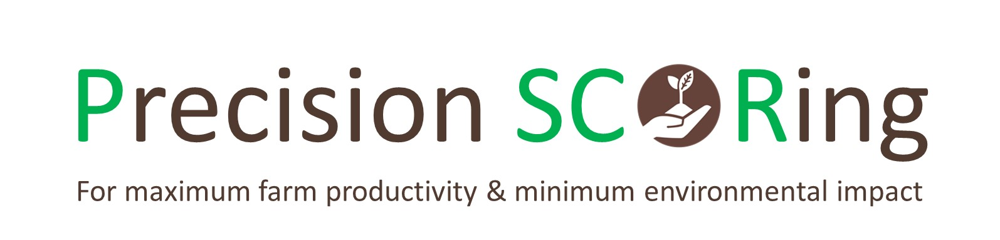 Precision SCORing
For maximum farm productivity & minimum environmental impact